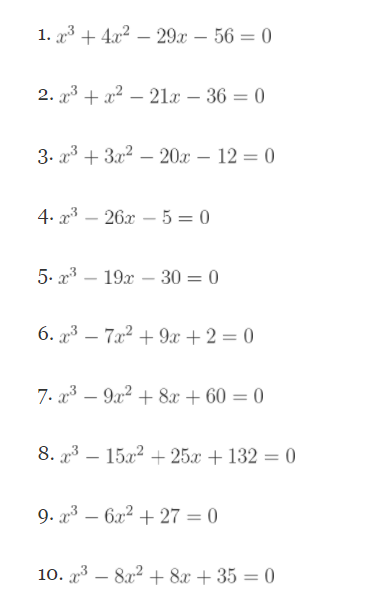 1. x³ + 4x² − 29x − 56 = 0
2. x³ + x² − 21x − 36 = 0
3. x³ + 3x² − 20x − 12 = 0
4. x³ − 26x − 5 = 0
5. x³ − 19x − 30 = 0
6. x³ − 7x² + 9x + 2 = 0
7. x³ − 9x² + 8x + 60 = 0
8. x³ − 15x² + 25x + 132 = 0
9. x³ − 6x² + 27 = 0
10. x³ − 8x² + 8x + 35 = 0